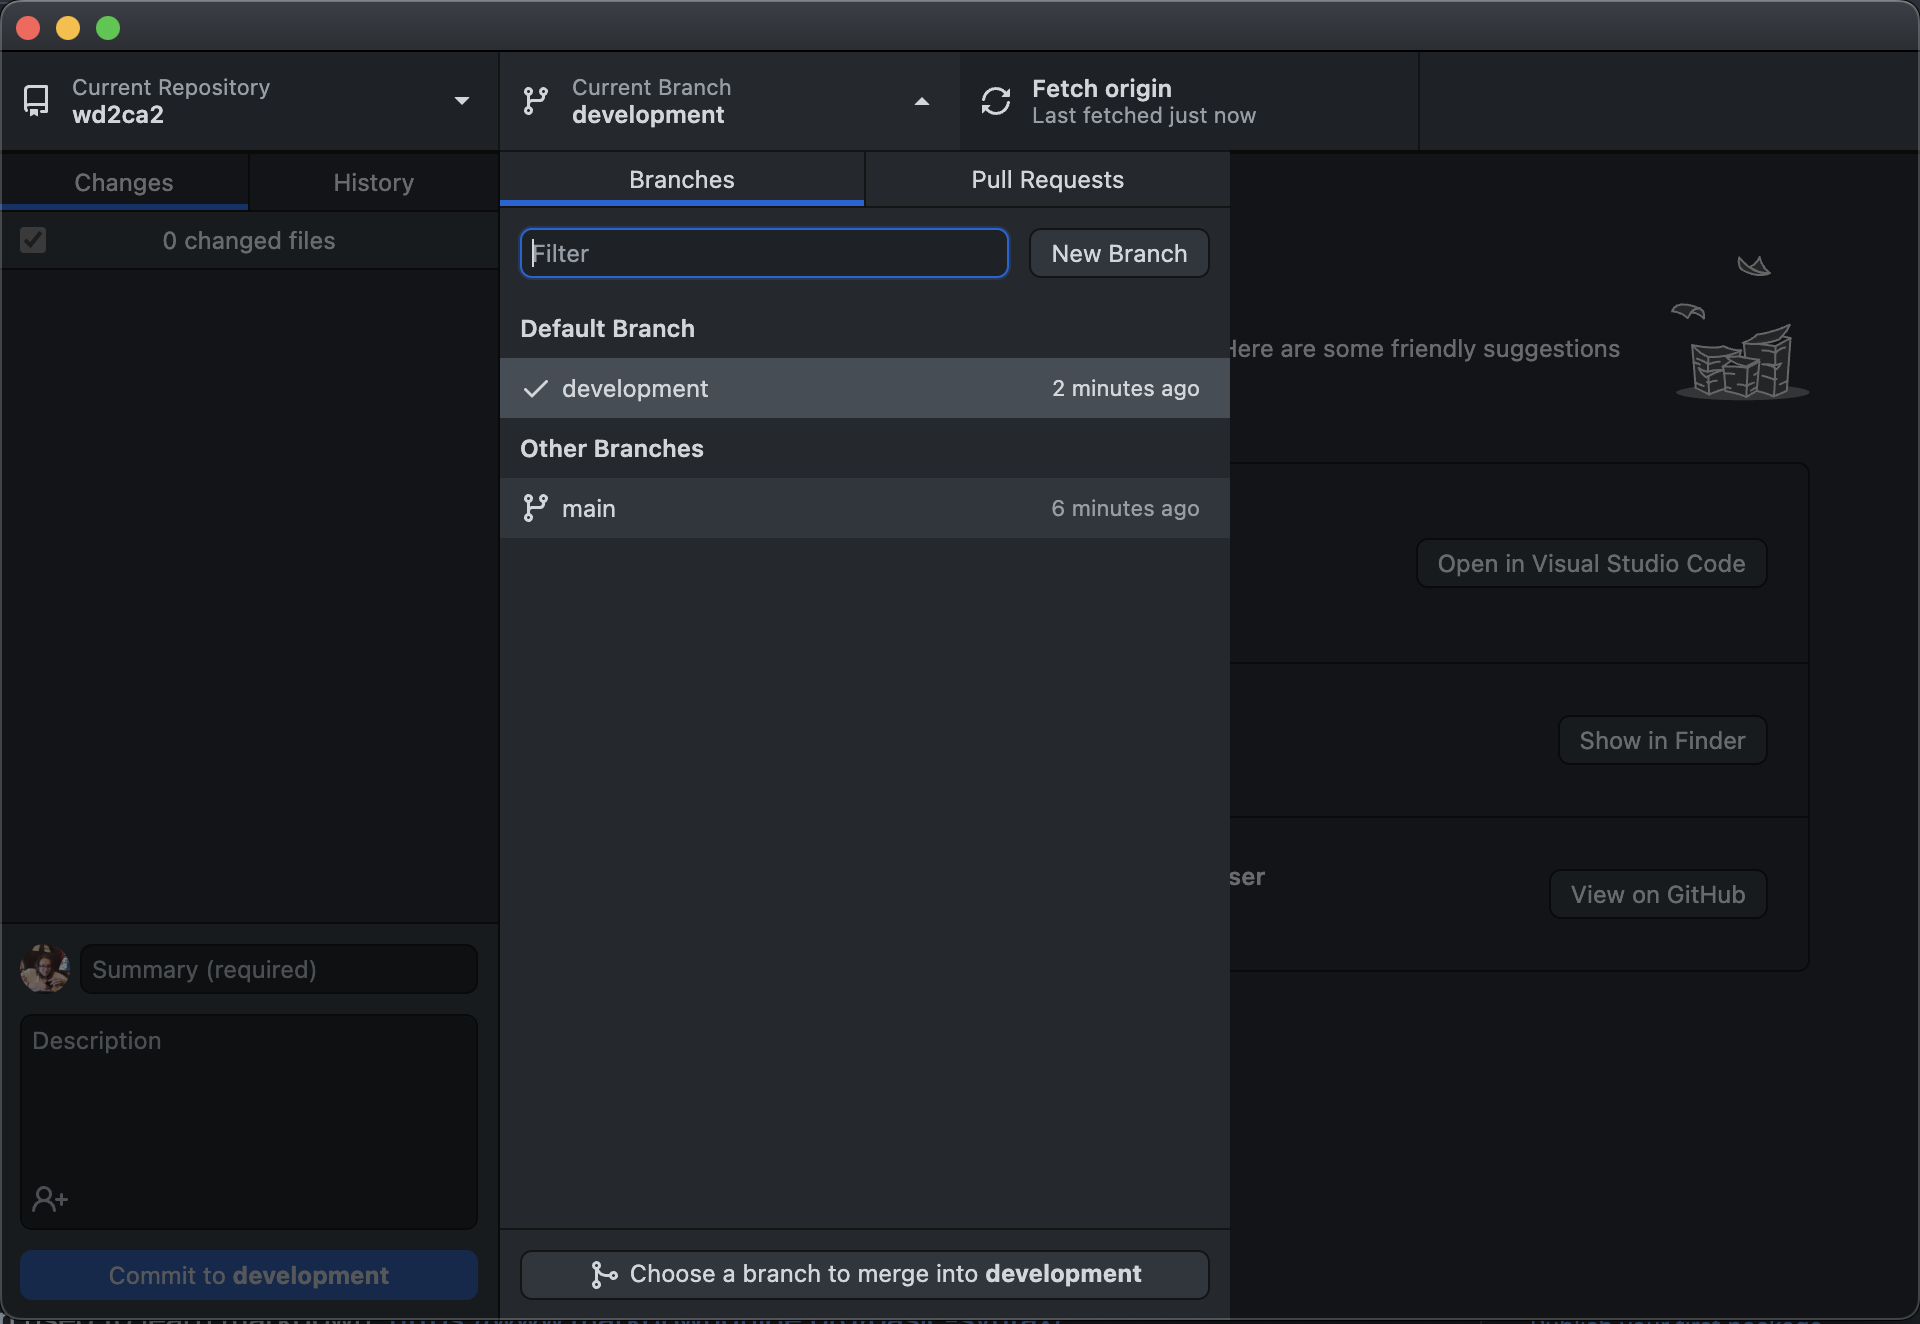 Current Repository
wd2ca2
Current Branch
development
Fetch origin
Last fetched just now
Changes
History
Branches
Pull Requests
0 changed files
Filter
New Branch
Default Branch
development
2 minutes ago
Other Branches
main
6 minutes ago
Here are some friendly suggestions
Open in Visual Studio Code
Show in Finder
ser
View on GitHub
Summary (required)
Description
Commit to development
Choose a branch to merge into development